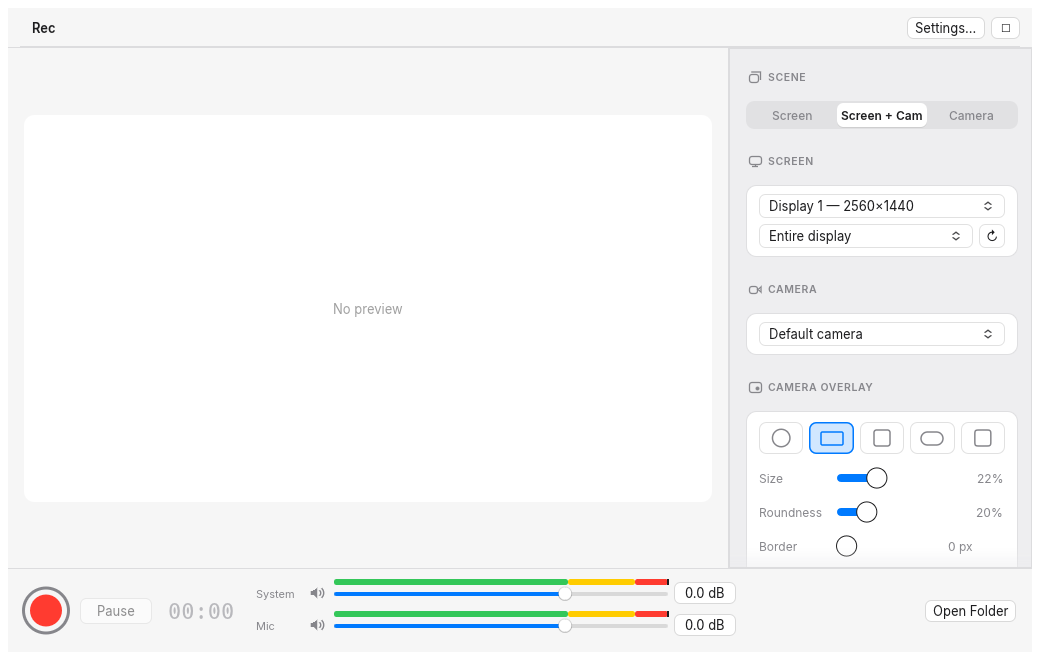 Rec
Settings...
SCENE
Screen
Screen + Cam
Camera
SCREEN
Display 1 — 2560×1440
Entire display
CAMERA
Default camera
No preview
CAMERA OVERLAY
Size
22%
Roundness
20%
Border
0 px
Pause
00:00
System
0.0 dB
Mic
0.0 dB
Open Folder